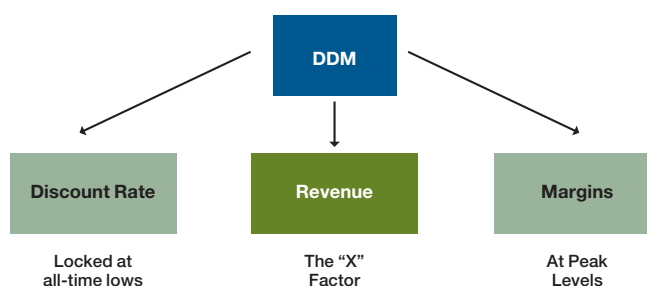 DDM
Discount Rate
Revenue
Margins
Locked at
all-time lows
The “X”
Factor
At Peak
Levels